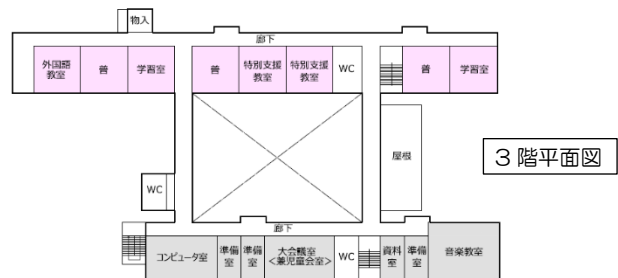 物入
廊下
外国語
教室
普
学習室
普
特別支援
教室
特別支援
教室
WC
普
学習室
屋根
3階平面図
WC
廊下
コンピュータ室
準備
室
準備
室
大会議室
<兼児童会室>
WC
資料
室
準備
室
音楽教室